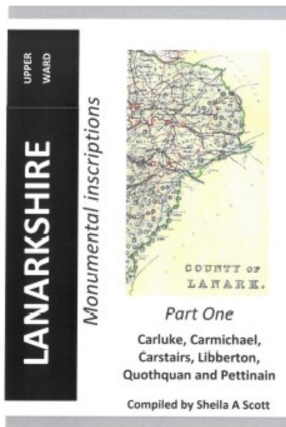 UPPER
WARD
LANARKSHIRE
Monumental inscriptions
COUNTY OF
LANARK.
Part One
Carluke, Carmichael,
Carstairs, Libberton,
Quothquan and Pettinain
Compiled by Sheila A Scott